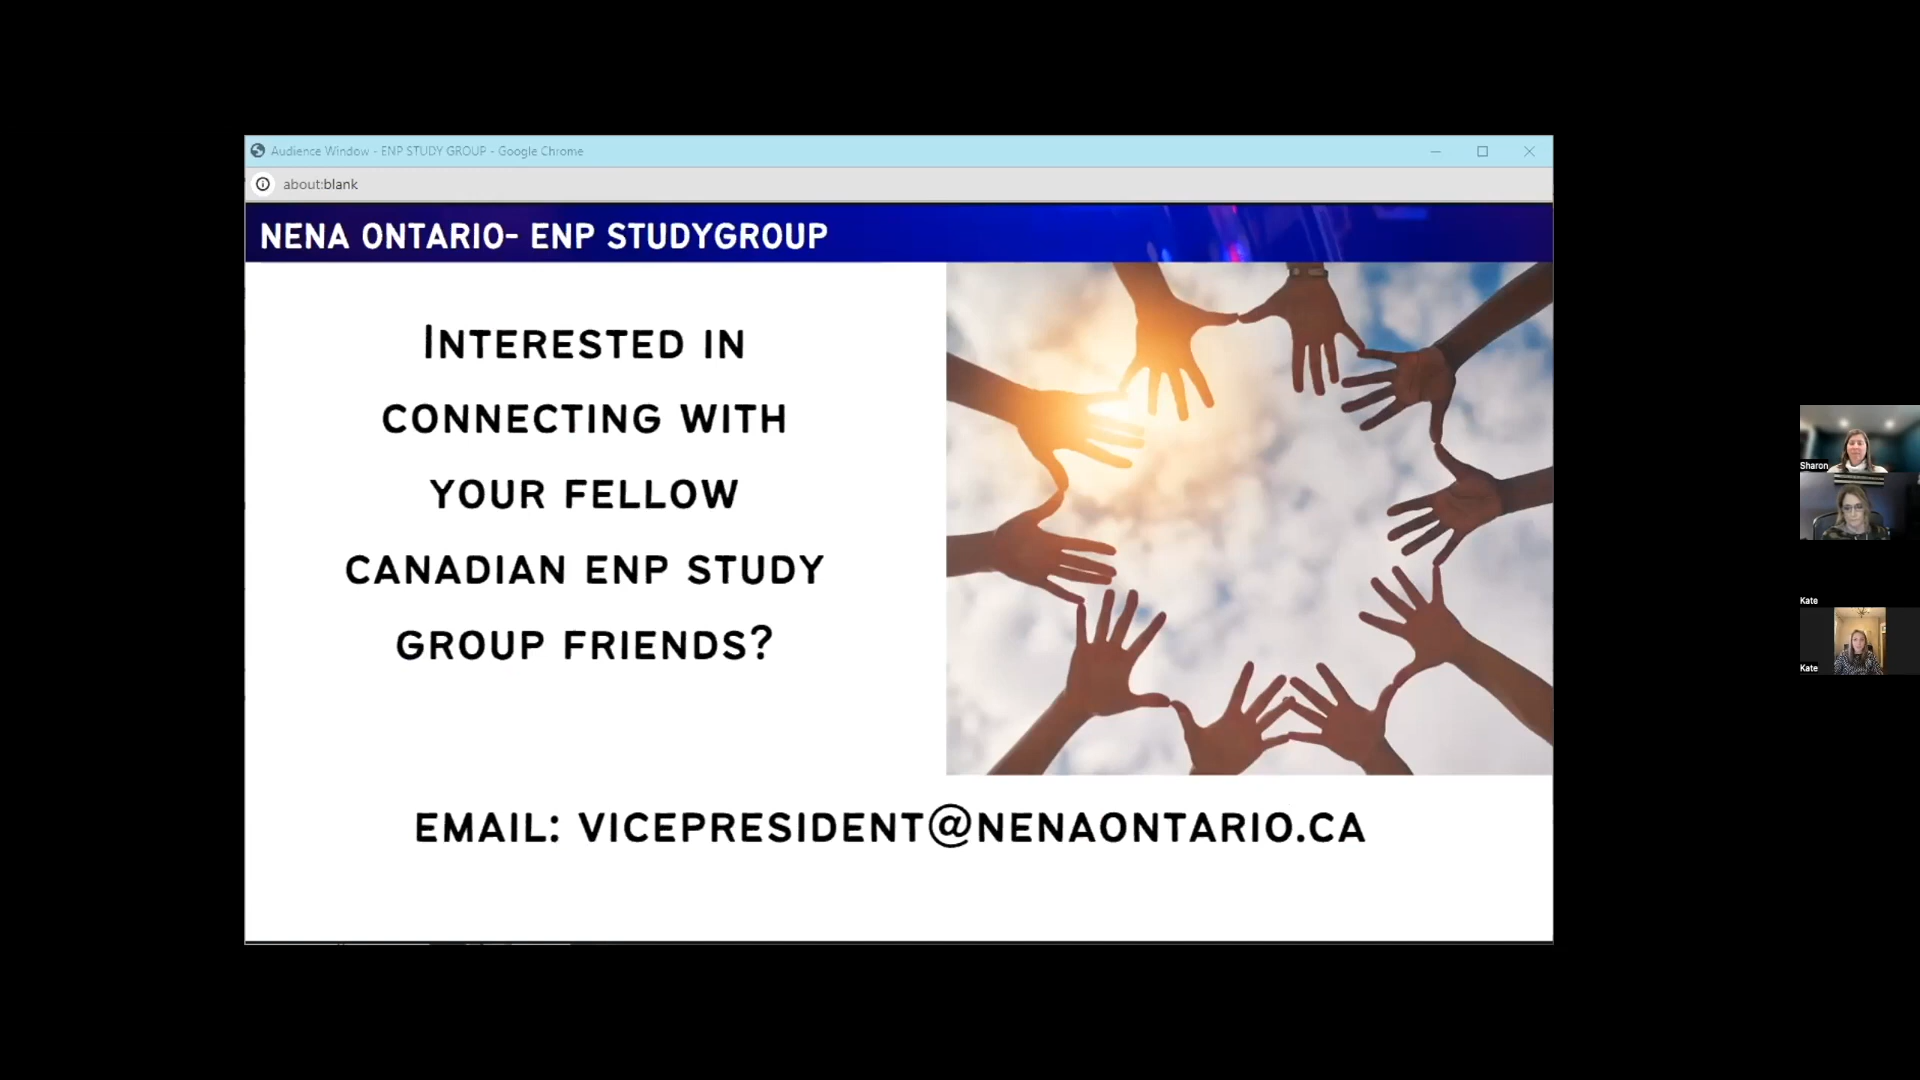 Audience Window - ENP STUDY GROUP - Google Chrome
about:blank
NENA ONTARIO- ENP STUDYGROUP
INTERESTED IN
CONNECTING WITH
YOUR FELLOW
CANADIAN ENP STUDY
GROUP FRIENDS?
EMAIL: VICEPRESIDENT@NENAONTARIO.CA
Sharon
Kate
Kate